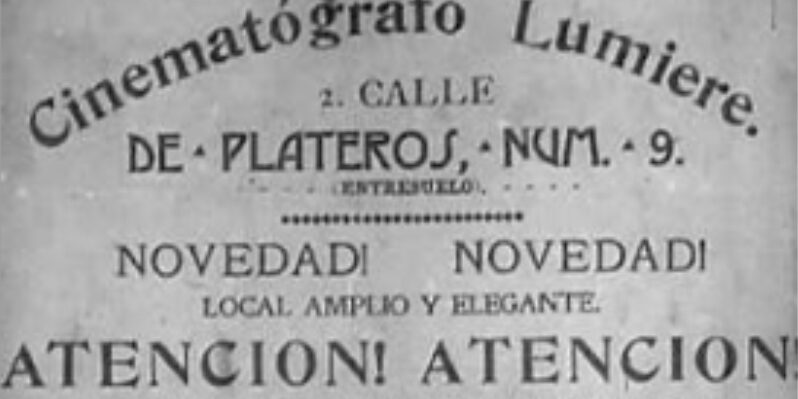 Cinematógrafo Lumiere.
2. CALLE
DE · PLATEROS, · NUM. · 9.
(ENTRESUELO).
NOVEDAD! NOVEDAD!
LOCAL AMPLIO Y ELEGANTE.
ATENCION! ATENCION!